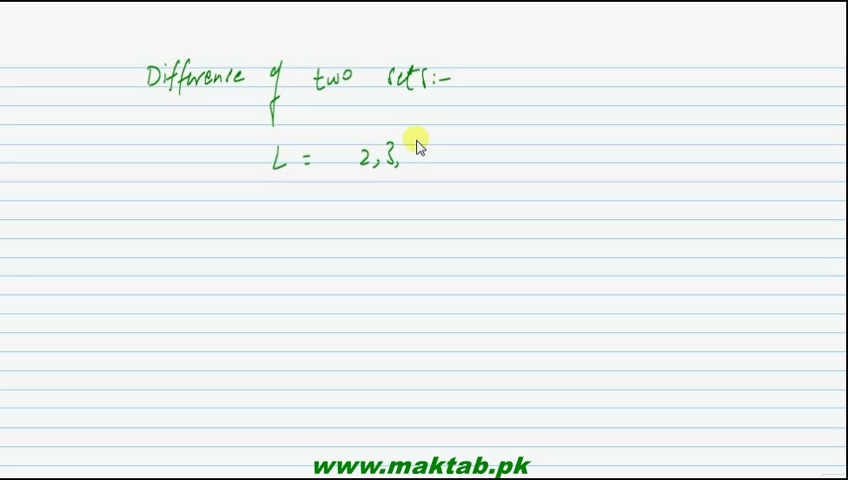 Difference of two sets:-
L = 2,3,
www.maktab.pk